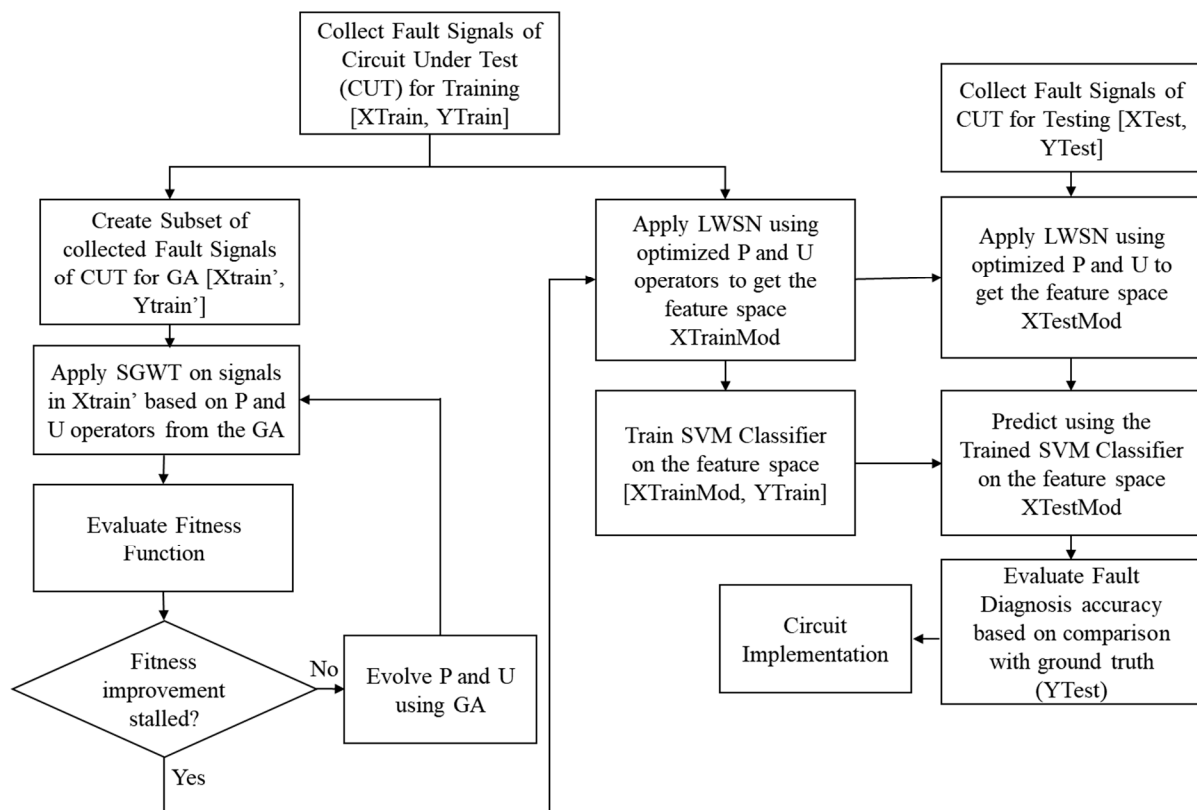 Collect Fault Signals of
Circuit Under Test
(CUT) for Training
[XTrain, YTrain]
Collect Fault Signals of
CUT for Testing [XTest,
YTest]
Create Subset of
collected Fault Signals
of CUT for GA [Xtrain’,
Ytrain’]
Apply SGWT on signals
in Xtrain’ based on P and
U operators from the GA
Evaluate Fitness
Function
Fitness
improvement
stalled?
No
Yes
Evolve P and U
using GA
Apply LWSN using
optimized P and U
operators to get the
feature space
XTrainMod
Train SVM Classifier
on the feature space
[XTrainMod, YTrain]
Apply LWSN using
optimized P and U to
get the feature space
XTestMod
Predict using the
Trained SVM Classifier
on the feature space
XTestMod
Evaluate Fault
Diagnosis accuracy
based on comparison
with ground truth
(YTest)
Circuit
Implementation